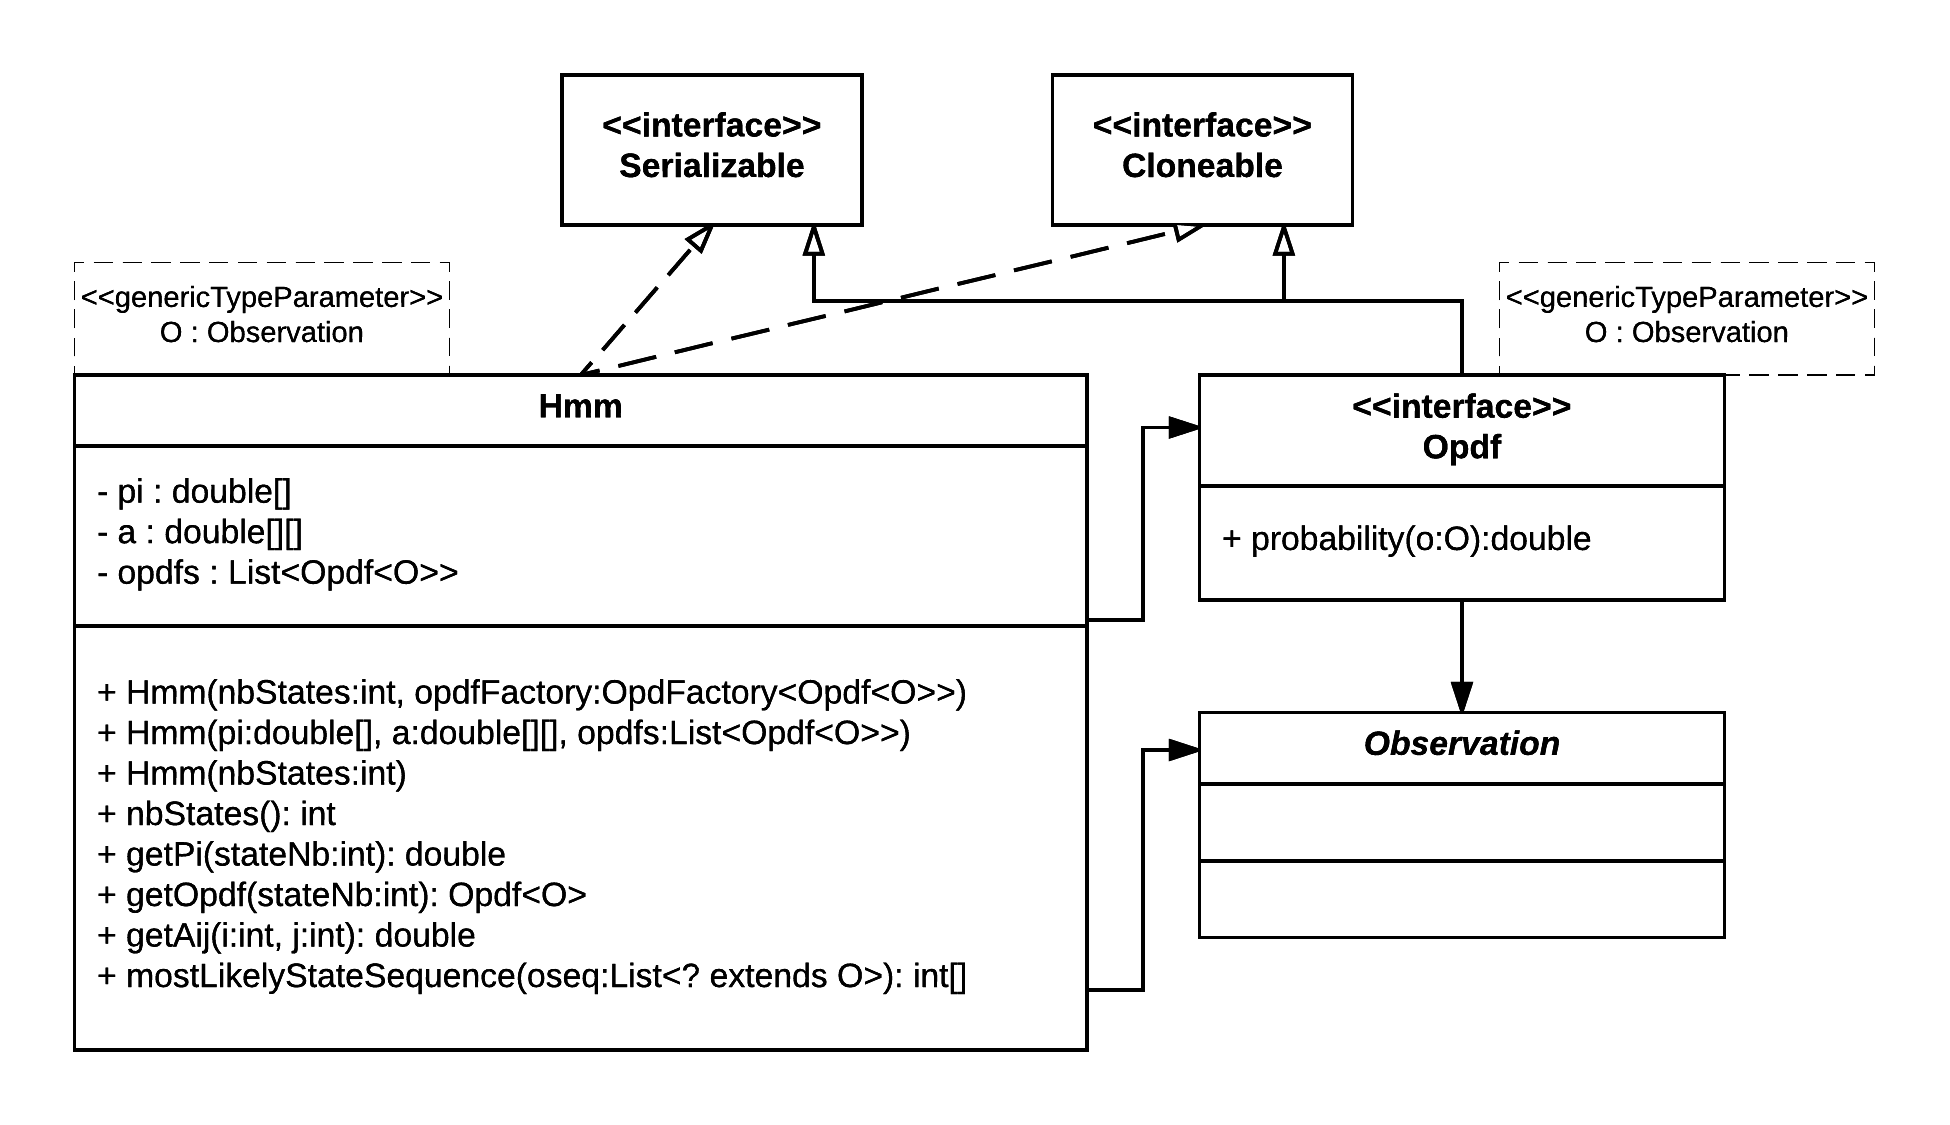 <<interface>>
Serializable
<<interface>>
Cloneable
<<genericTypeParameter>>
O : Observation
<<genericTypeParameter>>
O : Observation
Hmm
- pi : double[]
- a : double[][]
- opdfs : List<Opdf<O>>
+ Hmm(nbStates:int, opdfFactory:OpdFactory<Opdf<O>>)
+ Hmm(pi:double[], a:double[][], opdfs:List<Opdf<O>>)
+ Hmm(nbStates:int)
+ nbStates(): int
+ getPi(stateNb:int): double
+ getOpdf(stateNb:int): Opdf<O>
+ getAij(i:int, j:int): double
+ mostLikelyStateSequence(oseq:List<? extends O>): int[]
<<interface>>
Opdf
+ probability(o:O):double
Observation